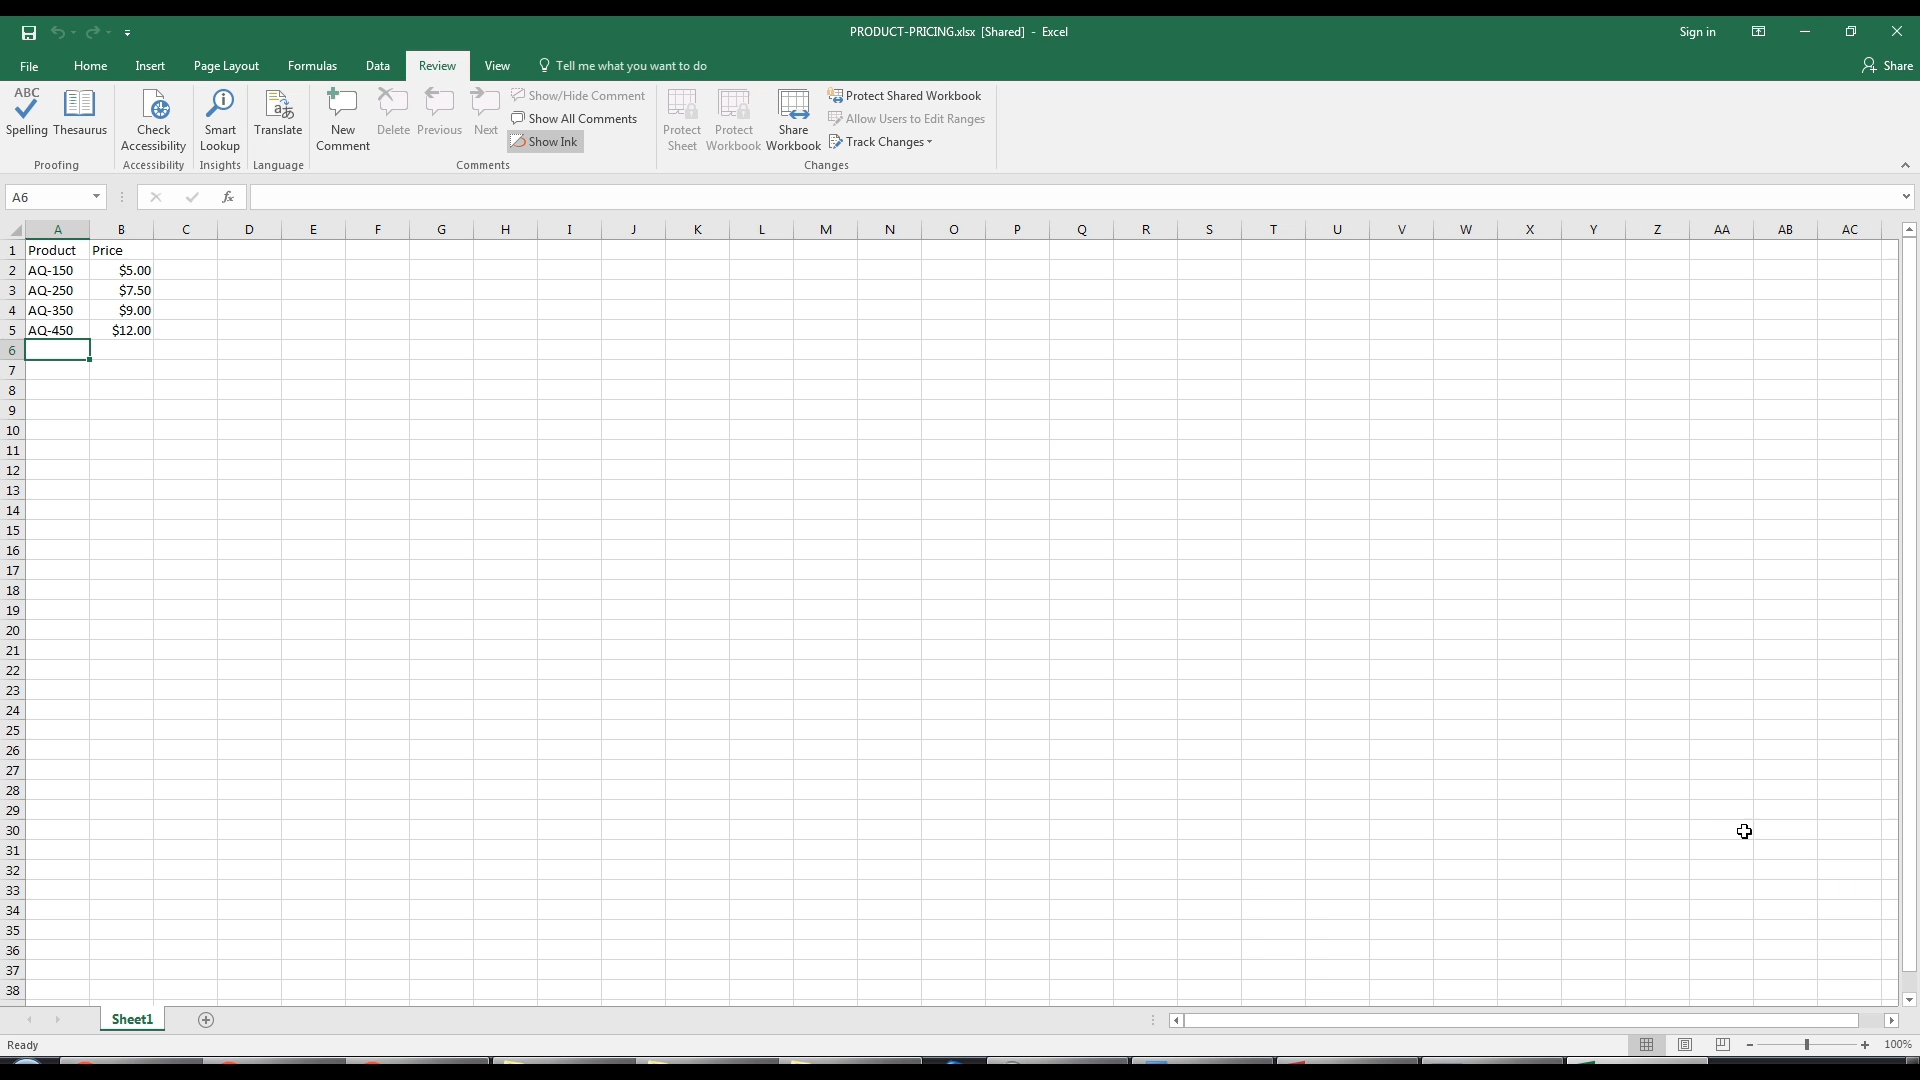 PRODUCT-PRICING.xlsx [Shared] - Excel
Sign in
File Home Insert Page Layout Formulas Data Review View Tell me what you want to do Share
ABC
Spelling Thesaurus
Check Accessibility
Smart Lookup
Translate
New Comment
Delete Previous Next
Show/Hide Comment
Show All Comments
Show Ink
Protect Sheet
Protect Workbook
Share Workbook
Protect Shared Workbook
Allow Users to Edit Ranges
Track Changes
Proofing Accessibility Insights Language Comments Changes
A6 fx
A B C D E F G H I J K L M N O P Q R S T U V W X Y Z AA AB AC
1 Product Price
2 AQ-150 $5.00
3 AQ-250 $7.50
4 AQ-350 $9.00
5 AQ-450 $12.00
6
7
8
9
10
11
12
13
14
15
16
17
18
19
20
21
22
23
24
25
26
27
28
29
30
31
32
33
34
35
36
37
38
Sheet1
Ready 100%